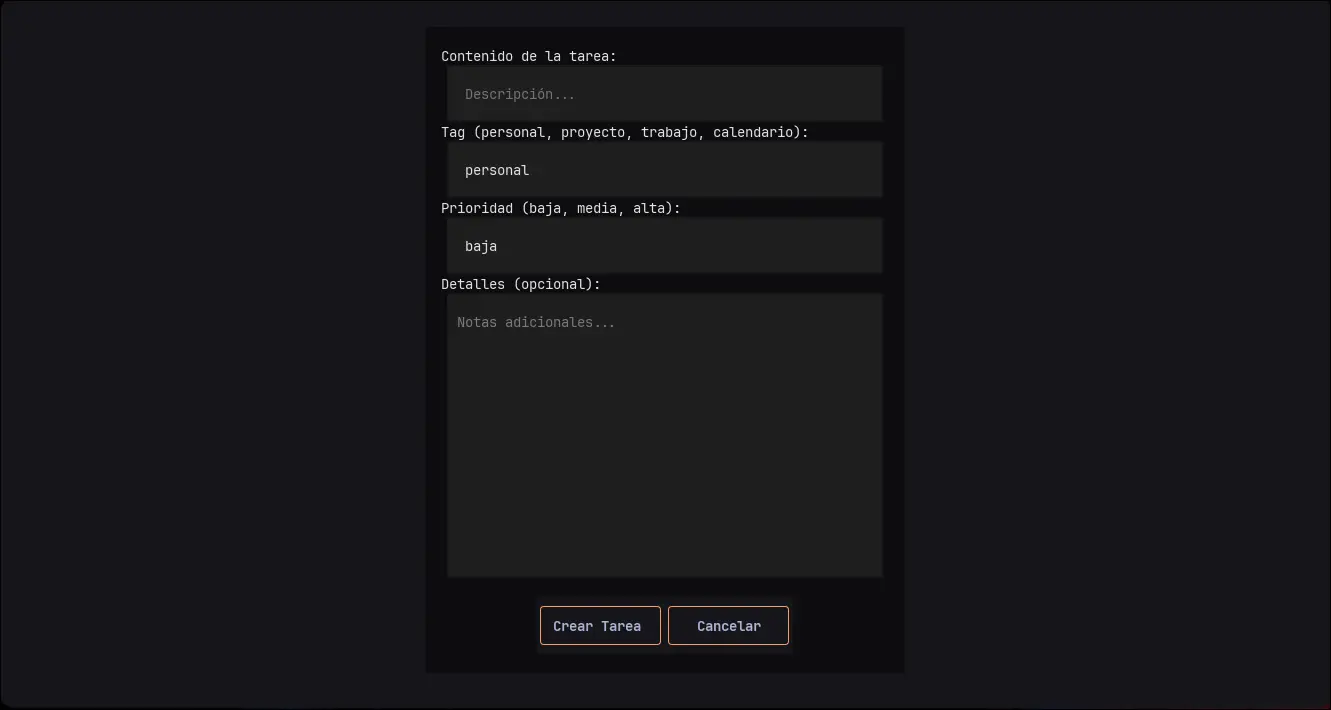 Contenido de la tarea:
Descripción...
Tag (personal, proyecto, trabajo, calendario):
personal
Prioridad (baja, media, alta):
baja
Detalles (opcional):
Notas adicionales...
Crear Tarea
Cancelar